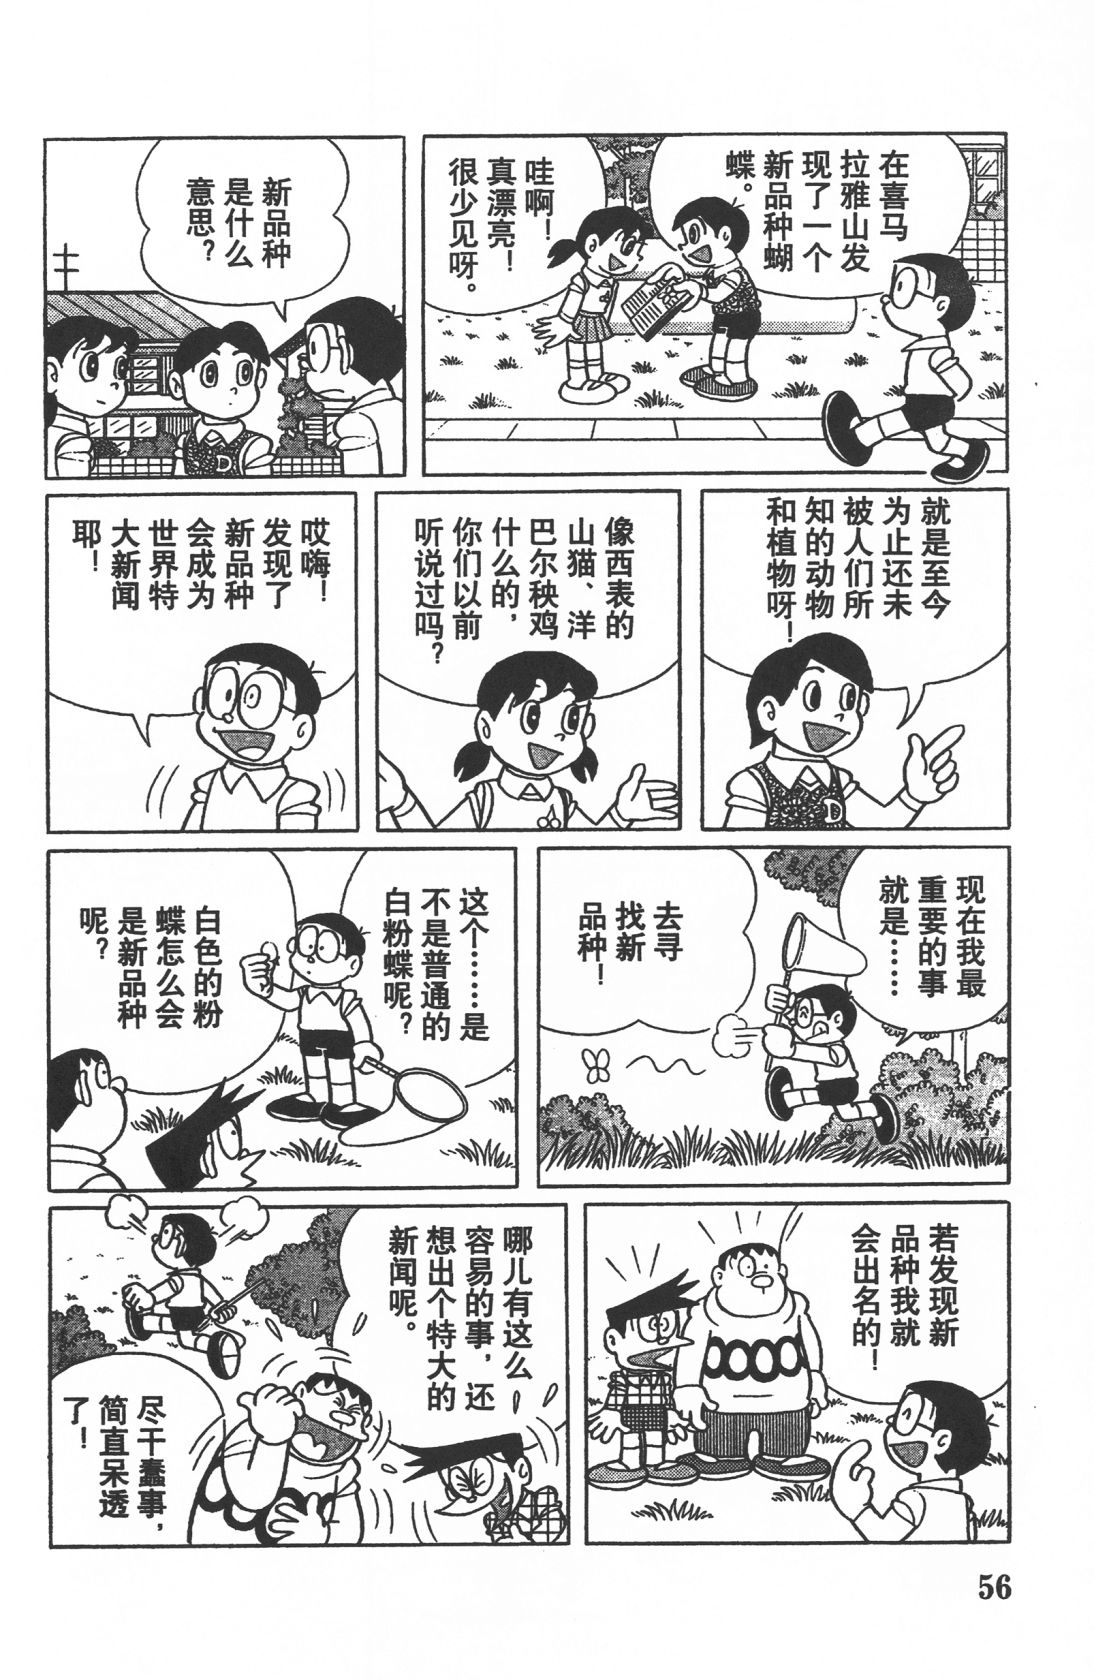 在喜马
拉雅山发
现了一个
新品种蝴
蝶。
哇啊！
真漂亮！
很少见呀。
新品种
是什么
意思？
就是至今
为止还未
被人们所
知的动物
和植物呀！
像西表的
山猫、洋
巴尔秧鸡
什么的，
你们以前
听说过吗？
哎嗨！
发现了
新品种
会成为
世界特
大新闻
耶！
现在我最
重要的事
就是……
去寻
找新
品种！
这个……是
不是普通的
白粉蝶呢？
白色的粉
蝶怎么会
是新品种
呢？
若发现新
品种我就
会出名的！
哪儿有这么
容易的事，还
想出个特大的
新闻呢。
尽干蠢事，
简直呆透
了！
56